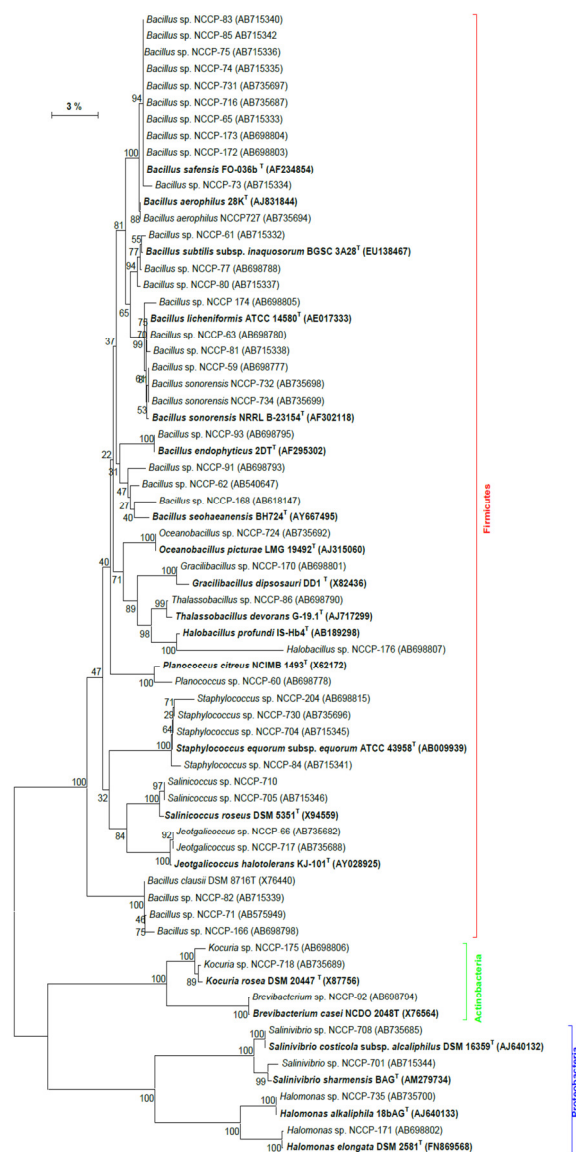 Bacillus sp. NCCP-83 (AB715340)
Bacillus sp. NCCP-85 AB715342
Bacillus sp. NCCP-75 (AB715336)
Bacillus sp. NCCP-74 (AB715335)
Bacillus sp. NCCP-731 (AB735697)
94
3 %
Bacillus sp. NCCP-716 (AB735687)
Bacillus sp. NCCP-65 (AB715333)
Bacillus sp. NCCP-173 (AB698804)
100
Bacillus sp. NCCP-172 (AB698803)
Bacillus safensis FO-036b T (AF234854)
Bacillus sp. NCCP-73 (AB715334)
Bacillus aerophilus 28KT (AJ831844)
88
Bacillus aerophilus NCCP727 (AB735694)
81
55
Bacillus sp. NCCP-61 (AB715332)
77
Bacillus subtilis subsp. inaquosorum BGSC 3A28T (EU138467)
94
Bacillus sp. NCCP-77 (AB698788)
Bacillus sp. NCCP-80 (AB715337)
65
Bacillus sp. NCCP 174 (AB698805)
Bacillus licheniformis ATCC 14580T (AE017333)
Bacillus sp. NCCP-63 (AB698780)
37
99
Bacillus sp. NCCP-81 (AB715338)
Bacillus sp. NCCP-59 (AB698777)
Bacillus sonorensis NCCP-732 (AB735698)
Bacillus sonorensis NCCP-734 (AB735699)
53
Bacillus sonorensis NRRL B-23154T (AF302118)
100
Bacillus sp. NCCP-93 (AB698795)
Bacillus endophyticus 2DTT (AF295302)
22
31
Bacillus sp. NCCP-91 (AB698793)
47
Bacillus sp. NCCP-62 (AB540647)
27
Bacillus sp. NCCP-168 (AB618147)
40
Bacillus seohaeanensis BH724T (AY667495)
Oceanobacillus sp. NCCP-724 (AB735692)
100
Oceanobacillus picturae LMG 19492T (AJ315060)
40
71
100
Gracilibacillus sp. NCCP-170 (AB698801)
Gracilibacillus dipsosauri DD1 T (X82436)
89
99
Thalassobacillus sp. NCCP-86 (AB698790)
Thalassobacillus devorans G-19.1T (AJ717299)
98
Halobacillus profundi IS-Hb4T (AB189298)
100
Halobacillus sp. NCCP-176 (AB698807)
47
Planococcus citreus NCIMB 1493T (X62172)
100
Planococcus sp. NCCP-60 (AB698778)
71
Staphylococcus sp. NCCP-204 (AB698815)
29
Staphylococcus sp. NCCP-730 (AB735696)
64
Staphylococcus sp. NCCP-704 (AB715345)
100
Staphylococcus equorum subsp. equorum ATCC 43958T (AB009939)
Staphylococcus sp. NCCP-84 (AB715341)
100
97
Salinicoccus sp. NCCP-710
32
100
Salinicoccus sp. NCCP-705 (AB715346)
Salinicoccus roseus DSM 5351T (X94559)
84
92
Jeotgalicoccus sp. NCCP-66 (AB735682)
Jeotgalicoccus sp. NCCP-717 (AB735688)
100
Jeotgalicoccus halotolerans KJ-101T (AY028925)
Bacillus clausii DSM 8716T (X76440)
100
Bacillus sp. NCCP-82 (AB715339)
46
Bacillus sp. NCCP-71 (AB575949)
75
Bacillus sp. NCCP-166 (AB698798)
Firmicutes
Kocuria sp. NCCP-175 (AB698806)
100
Kocuria sp. NCCP-718 (AB735689)
100
89
Kocuria rosea DSM 20447 T (X87756)
Brevibacterium sp. NCCP-92 (AB698794)
100
Brevibacterium casei NCDO 2048T (X76564)
Actinobacteria
Salinivibrio sp. NCCP-708 (AB735685)
100
Salinivibrio costicola subsp. alcaliphilus DSM 16359T (AJ640132)
100
Salinivibrio sp. NCCP-701 (AB715344)
99
Salinivibrio sharmensis BAGT (AM279734)
100
Halomonas sp. NCCP-735 (AB735700)
100
Halomonas alkaliphila 18bAGT (AJ640133)
100
Halomonas sp. NCCP-171 (AB698802)
100
Halomonas elongata DSM 2581T (FN869568)
Proteobacteria